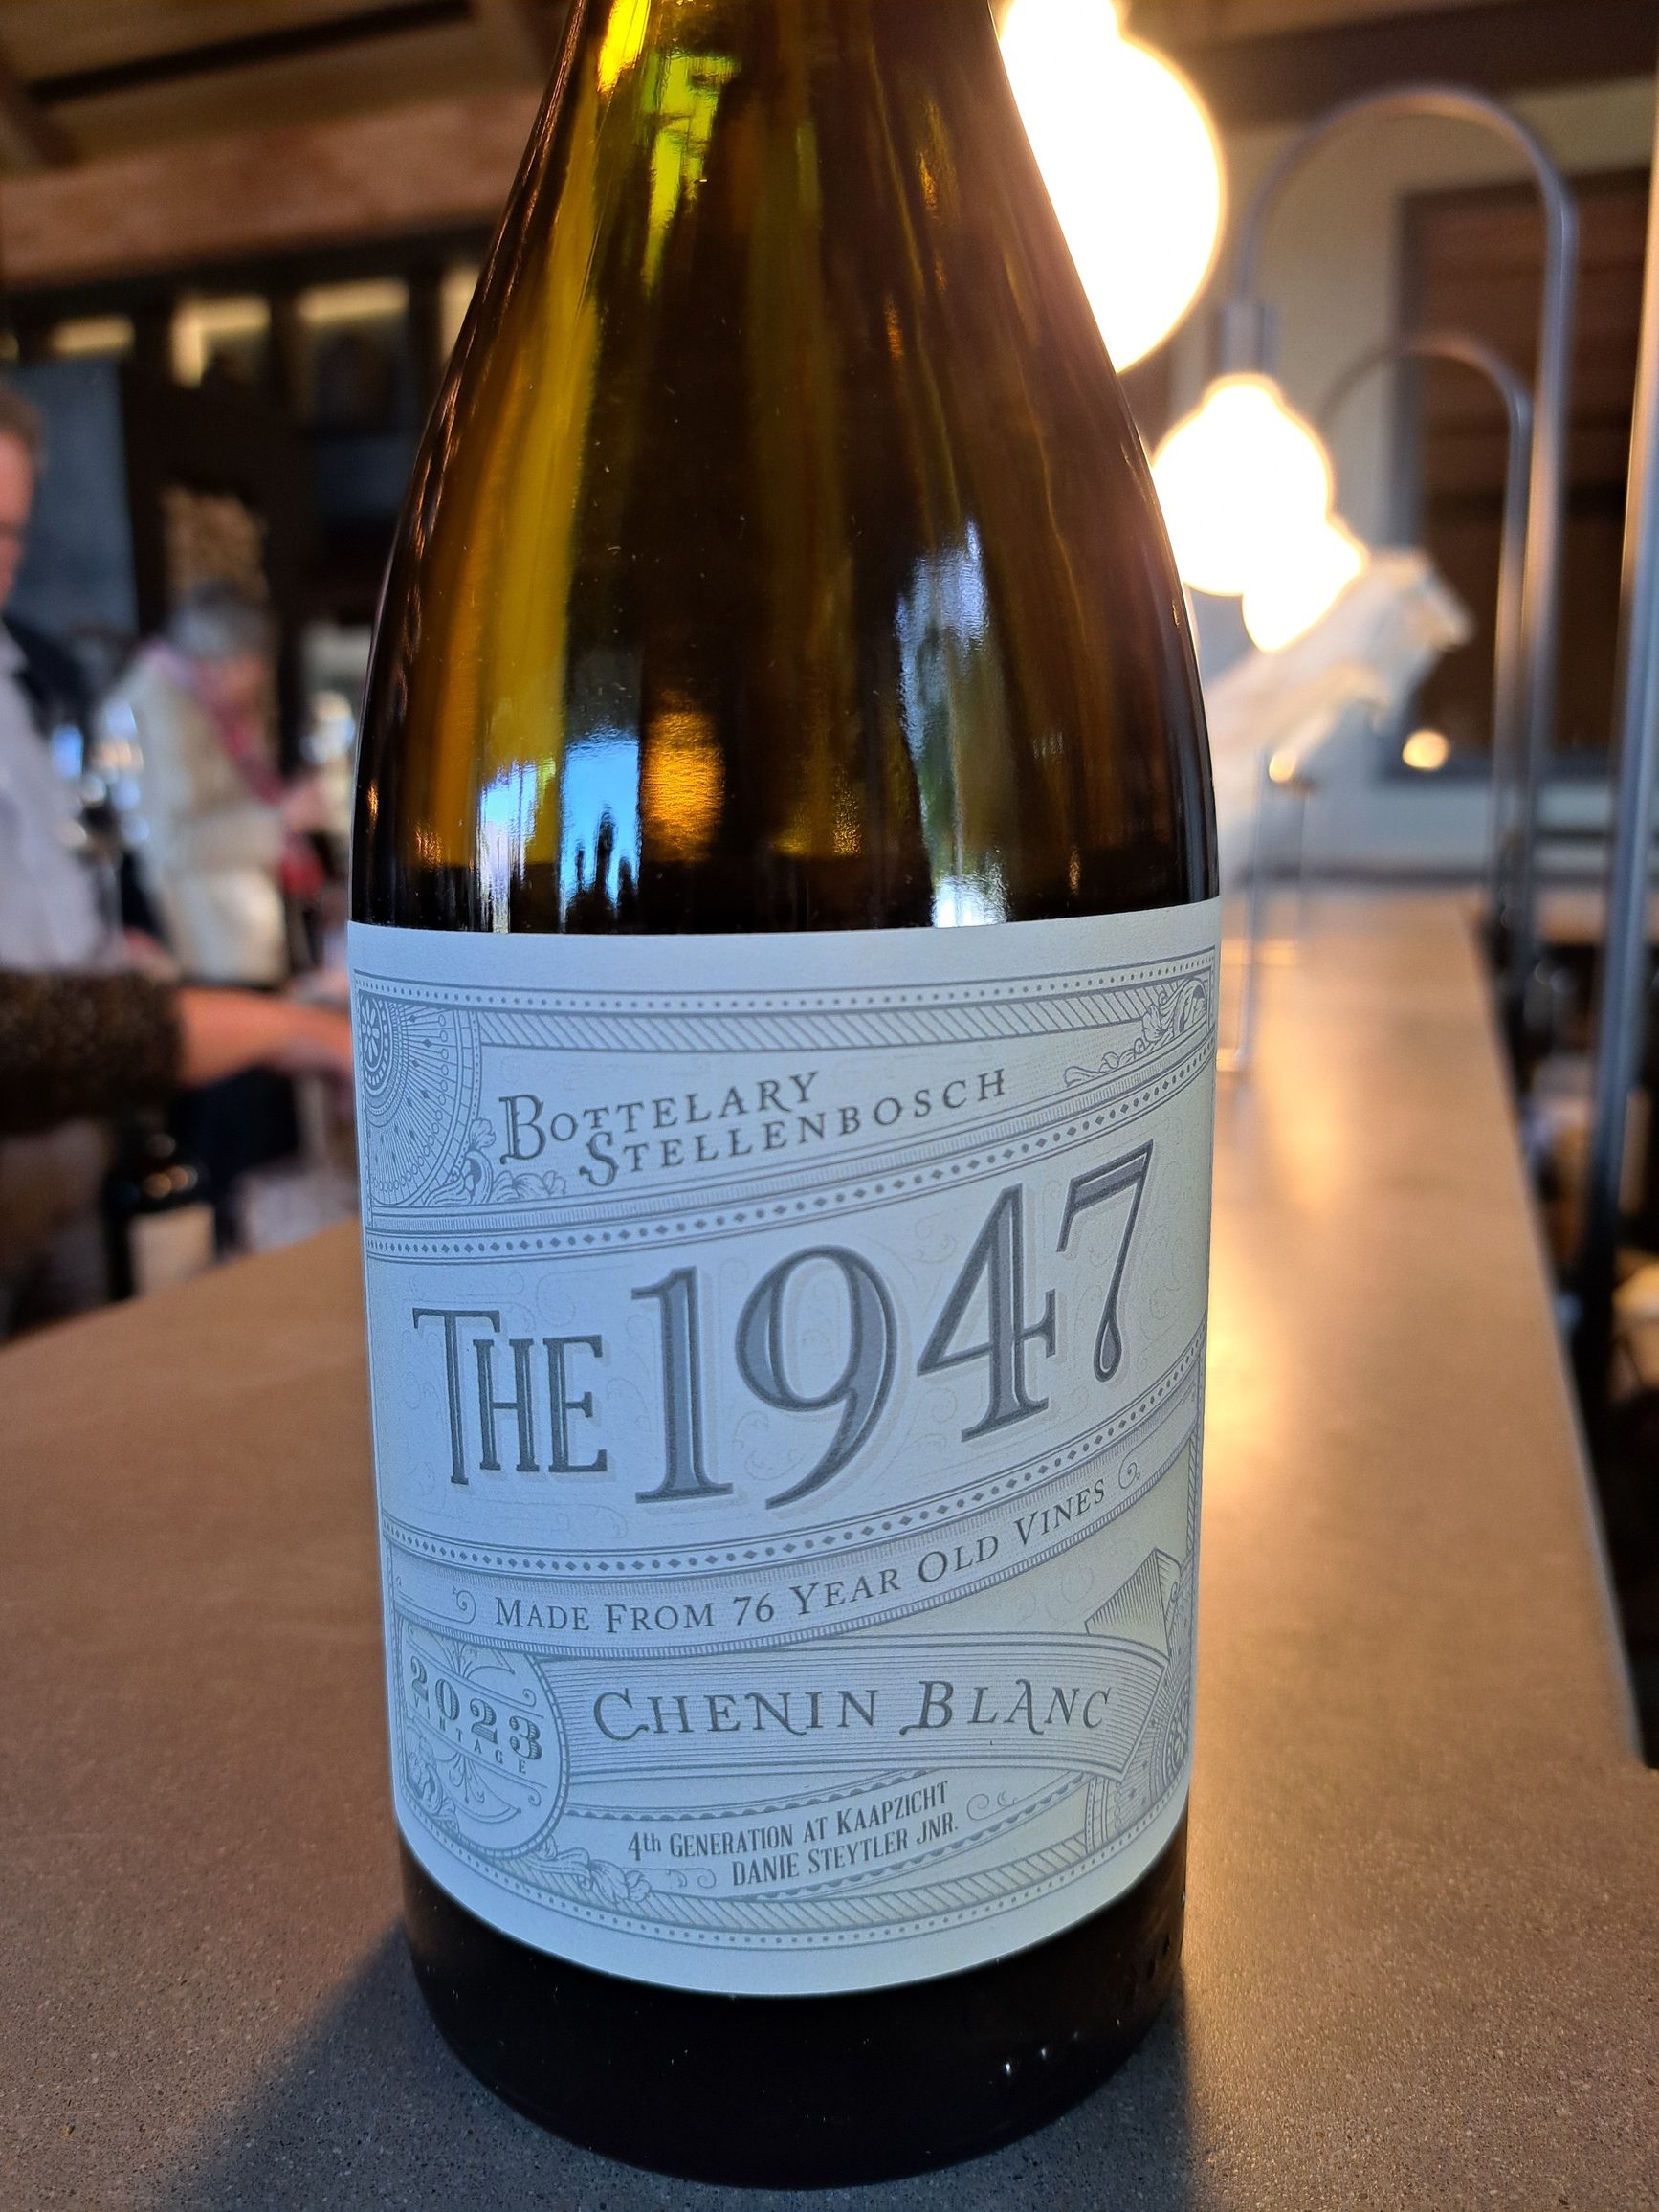 BOTTELARY
STELLENBOSCH
THE 1947
MADE FROM 76 YEAR OLD VINES
2023
VINTAGE
CHENIN BLANC
4th GENERATION AT KAAPZICHT
DANIE STEYTLER JNR.